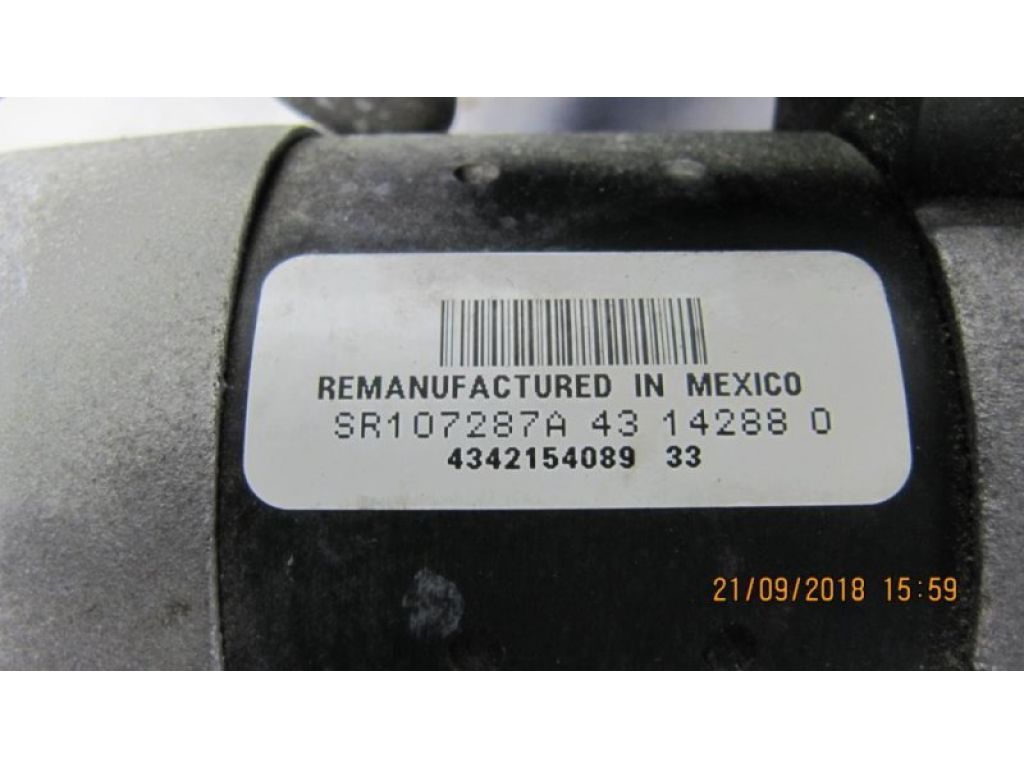 REMANUFACTURED IN MEXICO
SR107287A 43 14288 0
4342154089 33
21/09/2018 15:59